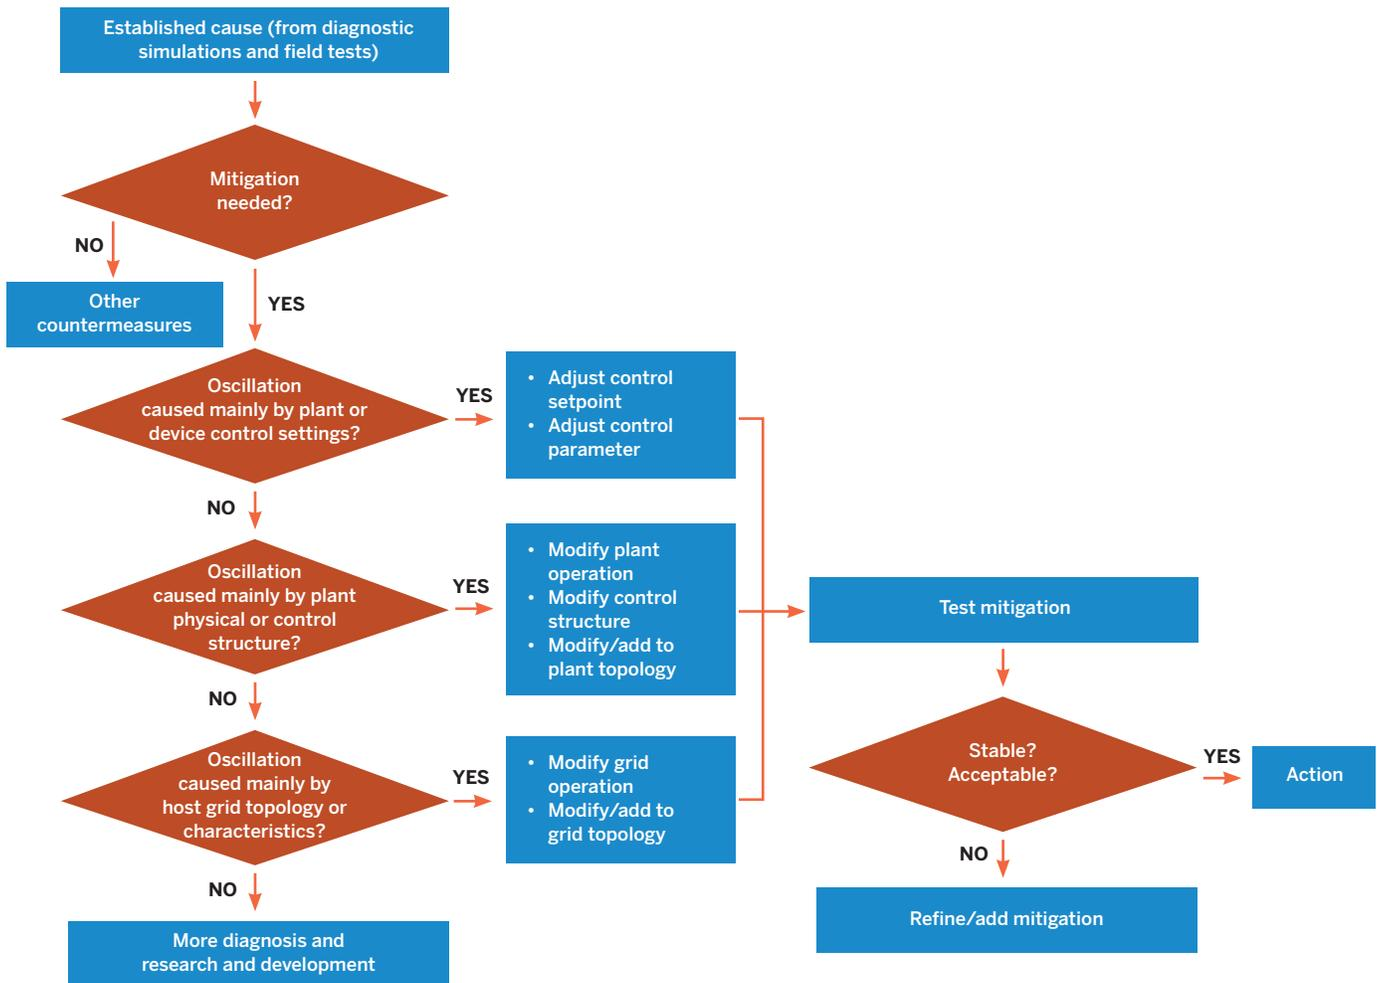 Established cause (from diagnostic
simulations and field tests)
Mitigation
needed?
NO
YES
Other
countermeasures
Oscillation
caused mainly by plant or
device control settings?
YES
• Adjust control
setpoint
• Adjust control
parameter
NO
Oscillation
caused mainly by plant
physical or control
structure?
YES
• Modify plant
operation
• Modify control
structure
• Modify/add to
plant topology
NO
Oscillation
caused mainly by
host grid topology or
characteristics?
YES
• Modify grid
operation
• Modify/add to
grid topology
NO
More diagnosis and
research and development
Test mitigation
Stable?
Acceptable?
YES
Action
NO
Refine/add mitigation